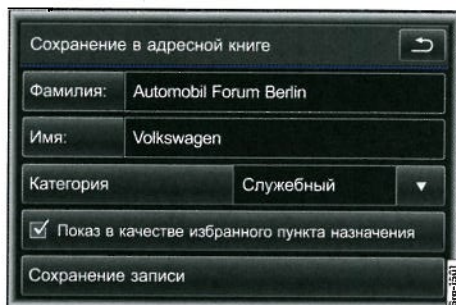 Сохранение в адресной книге
Фамилия: Automobil Forum Berlin
Имя: Volkswagen
Категория Служебный
Показ в качестве избранного пункта назначения
Сохранение записи